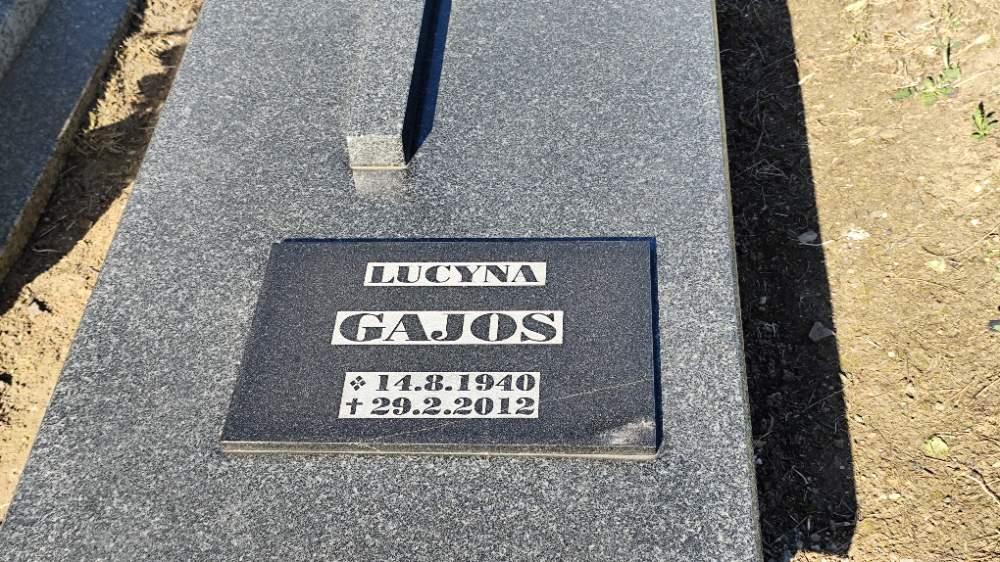 LUCYNA
GAJOS
❖ 14.8.1940
✝ 29.2.2012